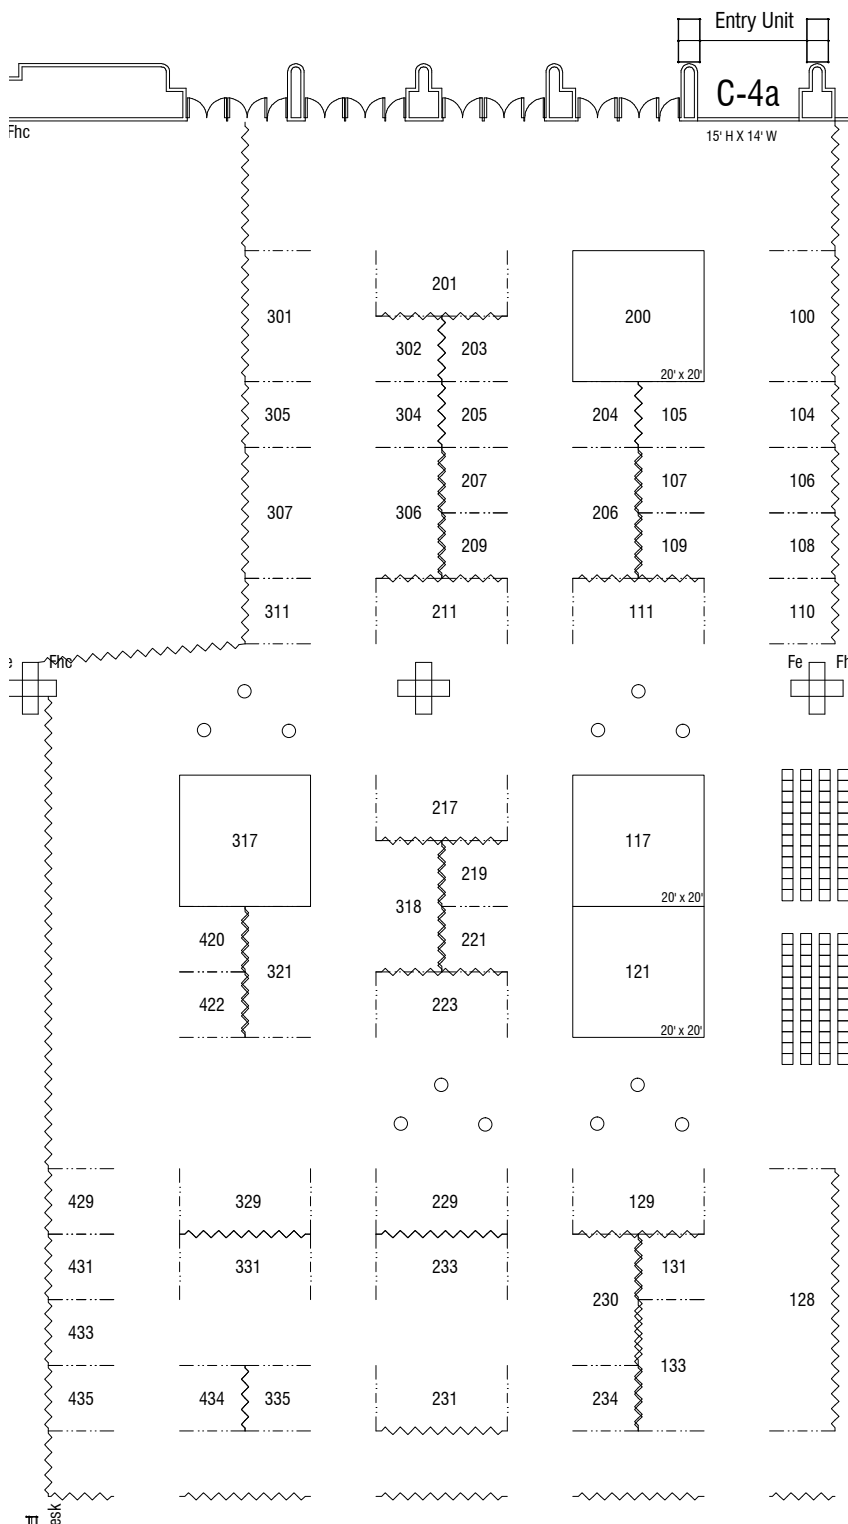 Entry Unit
C-4a
Fhc
15' H X 14' W
201
301
200
100
302 203
20' x 20'
305 304 205 204 105 104
207 107 106
307 306 206
209 109 108
311 211 111 110
e Fhc Fe Fh
217
317 117
219
318
20' x 20'
420 221
321 121
422 223
20' x 20'
429 329 229 129
431 331 233 131
230 128
433
133
435 434 335 231 234
esk